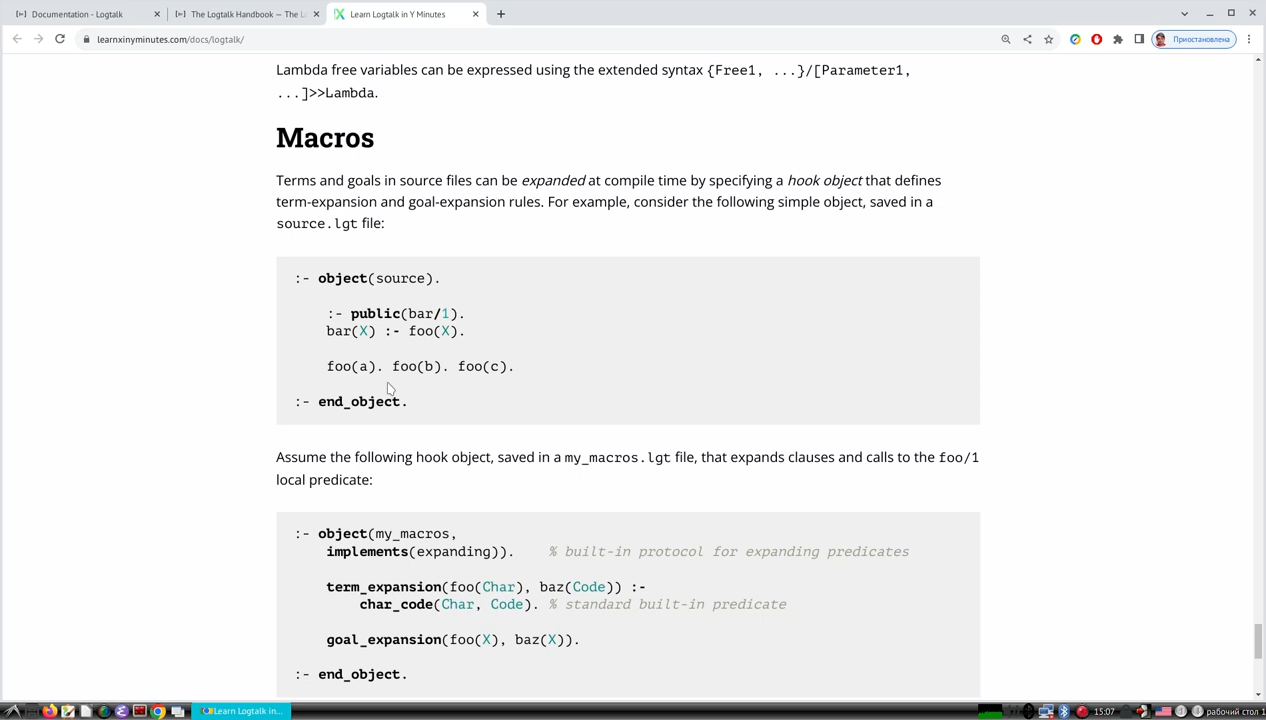 Documentation - Logtalk
The Logtalk Handbook — The L
Learn Logtalk in Y Minutes
learnxinyminutes.com/docs/logtalk/
Приостановлена
Lambda free variables can be expressed using the extended syntax {Free1, ...}/[Parameter1,
...]>>Lambda.
Macros
Terms and goals in source files can be expanded at compile time by specifying a hook object that defines
term-expansion and goal-expansion rules. For example, consider the following simple object, saved in a
source.lgt file:
:- object(source).
:- public(bar/1).
bar(X) :- foo(X).
foo(a). foo(b). foo(c).
:- end_object.
Assume the following hook object, saved in a my_macros.lgt file, that expands clauses and calls to the foo/1
local predicate:
:- object(my_macros,
implements(expanding)).    % built-in protocol for expanding predicates
term_expansion(foo(Char), baz(Code)) :-
char_code(Char, Code). % standard built-in predicate
goal_expansion(foo(X), baz(X)).
:- end_object.
Learn Logtalk in...
15:07
рабочий стол 1